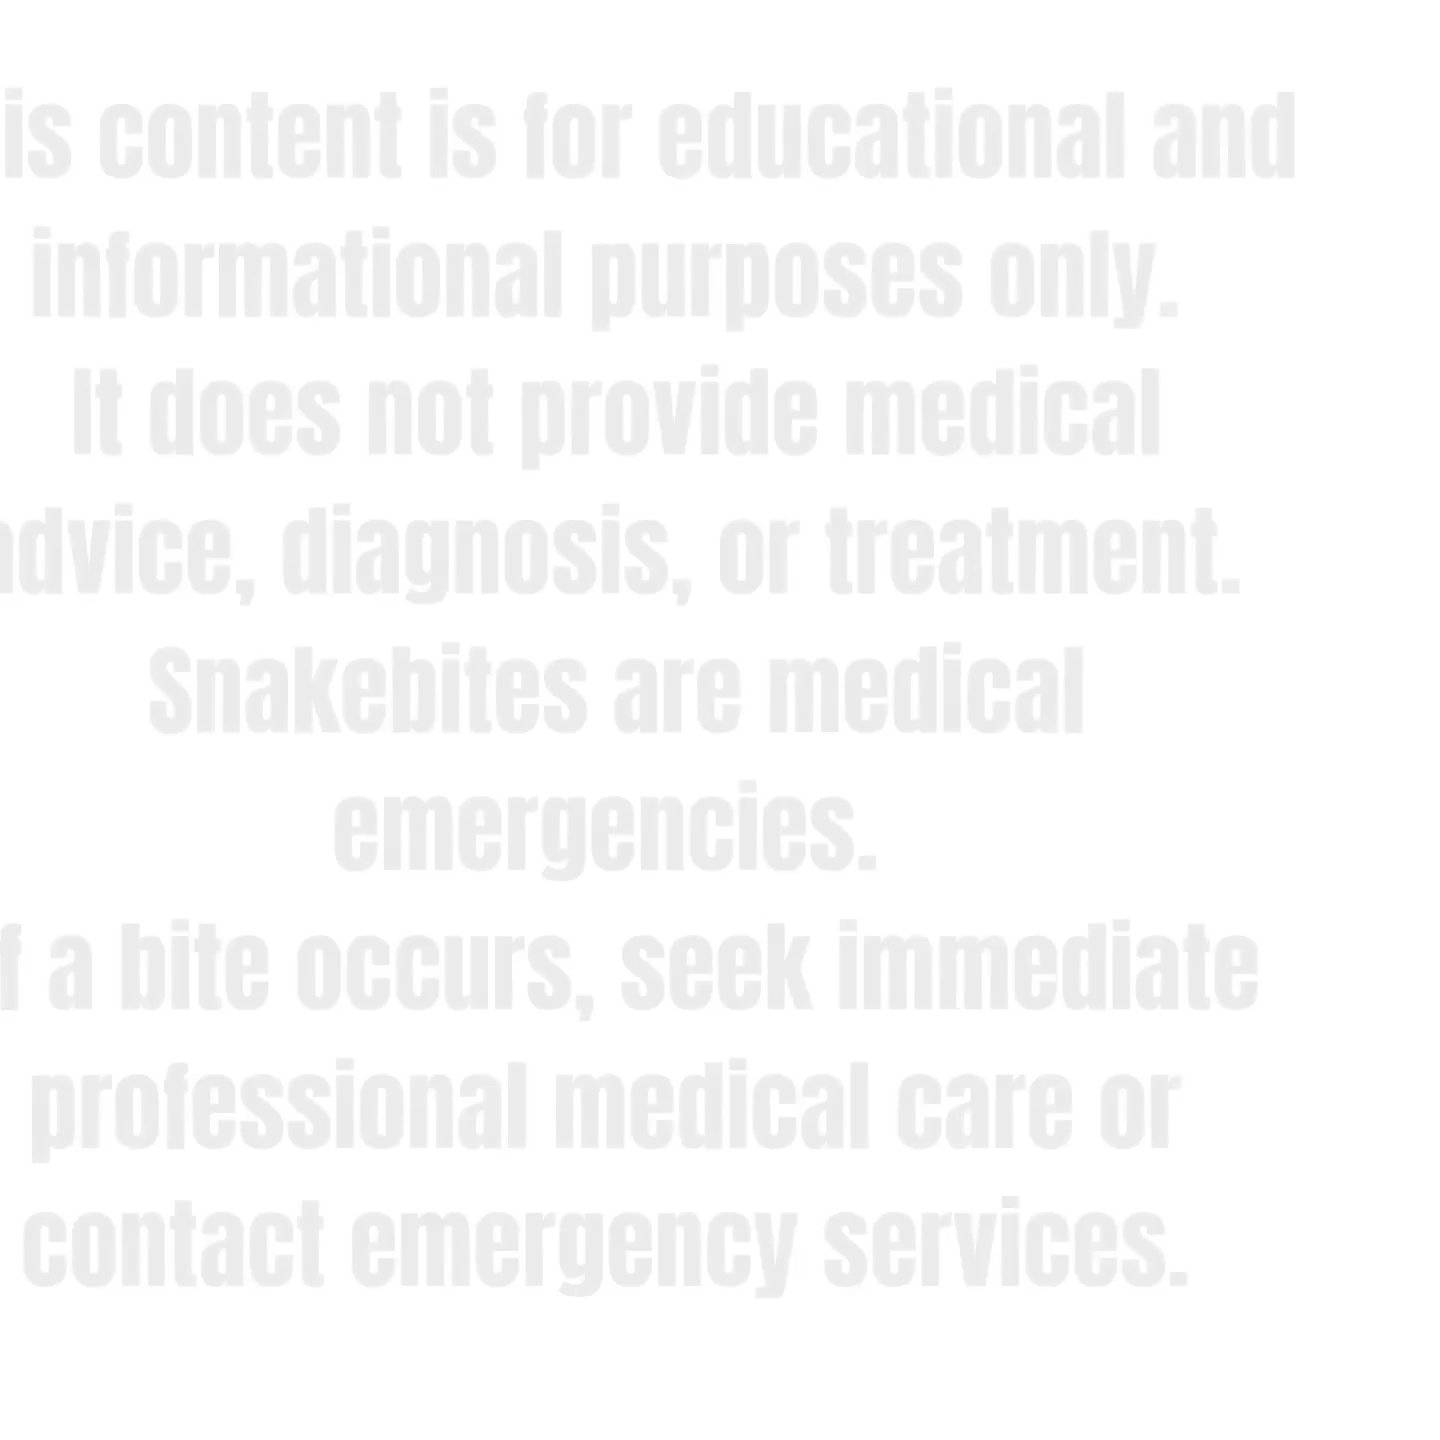 is content is for educational and
informational purposes only.
It does not provide medical
advice, diagnosis, or treatment.
Snakebites are medical
emergencies.
f a bite occurs, seek immediate
professional medical care or
contact emergency services.